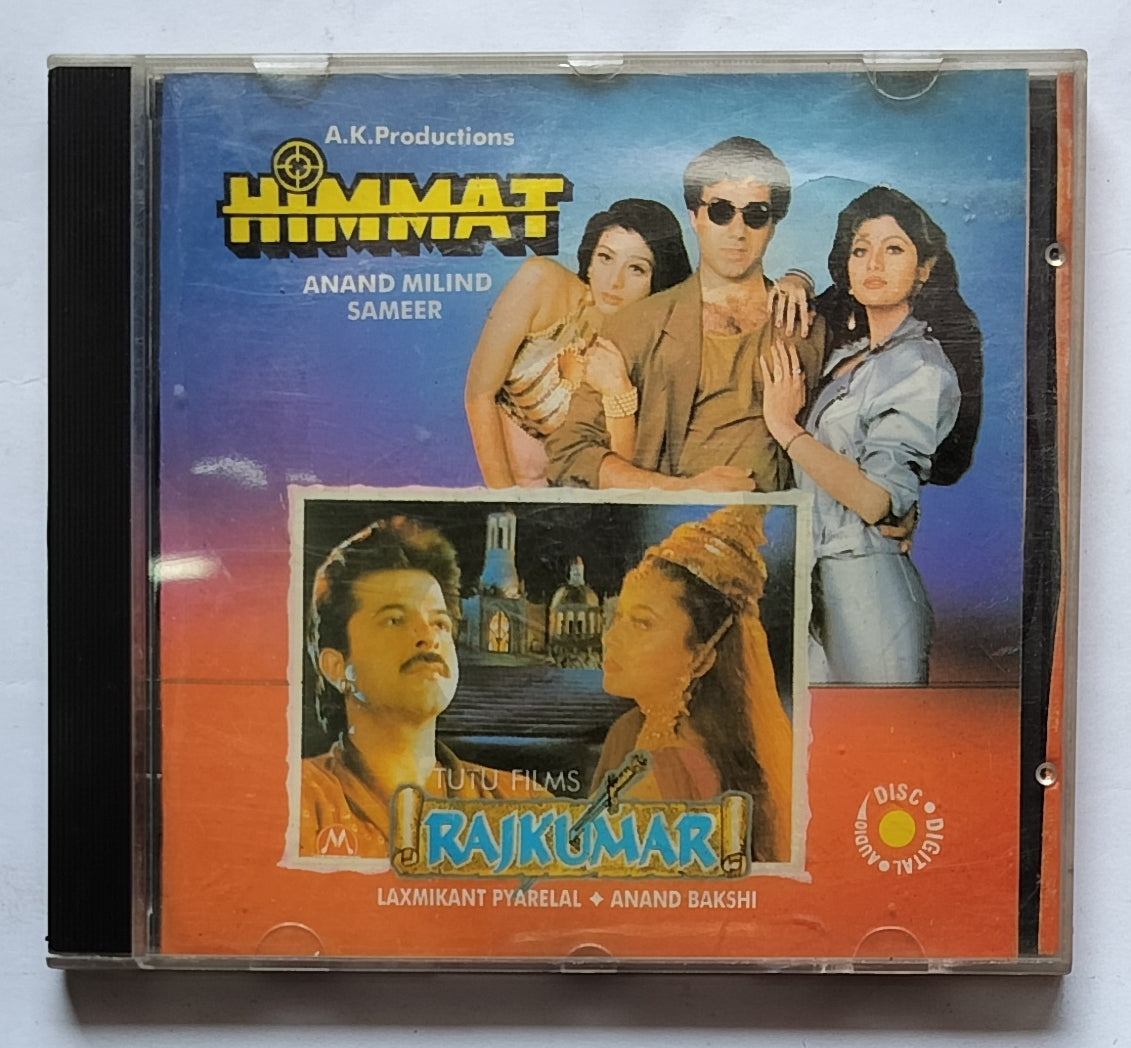 A.K.Productions
HiMMAT
ANAND MILIND
SAMEER
TUTU FILMS
RAJKUMAR
LAXMIKANT PYARELAL ♦ ANAND BAKSHI
M
DISC • DIGITAL • AUDIO